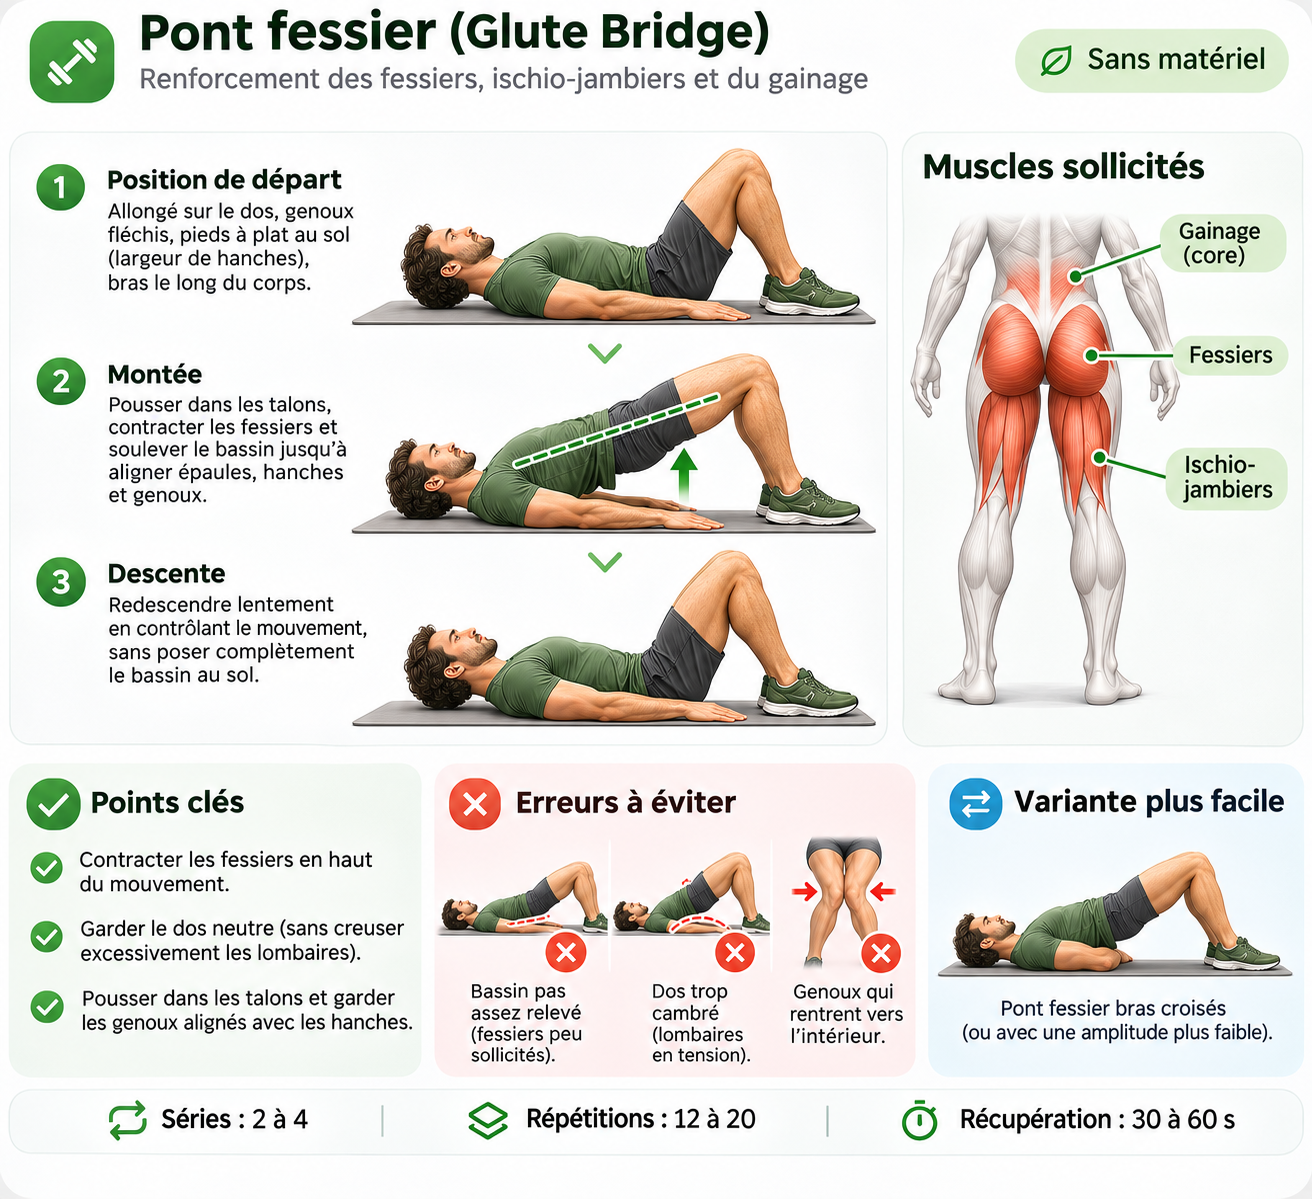 Pont fessier (Glute Bridge)
Renforcement des fessiers, ischio-jambiers et du gainage
Sans matériel
1
Position de départ
Allongé sur le dos, genoux
fléchis, pieds à plat au sol
(largeur de hanches),
bras le long du corps.
2
Montée
Pousser dans les talons,
contracter les fessiers et
soulever le bassin jusqu'à
aligner épaules, hanches
et genoux.
3
Descente
Redescendre lentement
en contrôlant le mouvement,
sans poser complètement
le bassin au sol.
Muscles sollicités
Gainage
(core)
Fessiers
Ischio-
jambiers
Points clés
Contracter les fessiers en haut
du mouvement.
Garder le dos neutre (sans creuser
excessivement les lombaires).
Pousser dans les talons et garder
les genoux alignés avec les hanches.
Erreurs à éviter
Bassin pas
assez relevé
(fessiers peu
sollicités).
Dos trop
cambré
(lombaires
en tension).
Genoux qui
rentrent vers
l'intérieur.
Variante plus facile
Pont fessier bras croisés
(ou avec une amplitude plus faible).
Séries : 2 à 4
Répétitions : 12 à 20
Récupération : 30 à 60 s